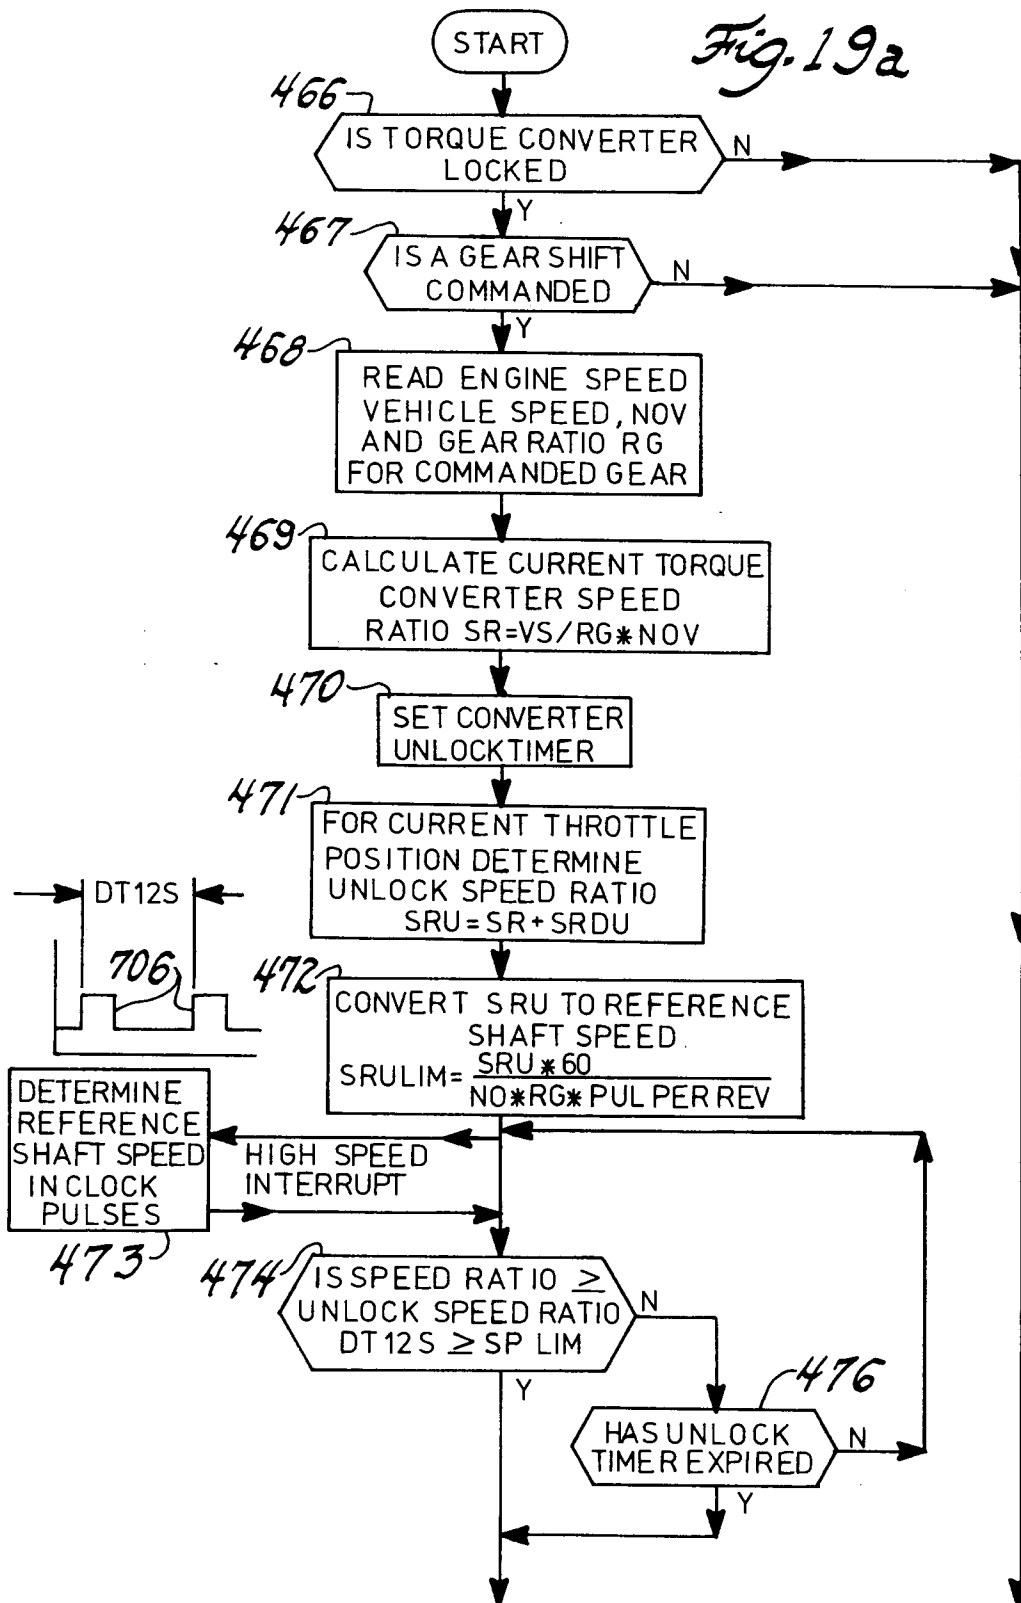 START
Fig. 19a
466
IS TORQUE CONVERTER
LOCKED
N
Y
467
IS A GEAR SHIFT
COMMANDED
N
Y
468
READ ENGINE SPEED
VEHICLE SPEED, NOV
AND GEAR RATIO RG
FOR COMMANDED GEAR
469
CALCULATE CURRENT TORQUE
CONVERTER SPEED
RATIO SR=VS/RG*NOV
470
SET CONVERTER
UNLOCK TIMER
471
FOR CURRENT THROTTLE
POSITION DETERMINE
UNLOCK SPEED RATIO
SRU=SR+SRDU
DT12S
706
472
CONVERT SRU TO REFERENCE
SHAFT SPEED
SRULIM= SRU*60
NO*RG*PUL PER REV
DETERMINE
REFERENCE
SHAFT SPEED
IN CLOCK
PULSES
473
HIGH SPEED
INTERRUPT
474
IS SPEED RATIO ≥
UNLOCK SPEED RATIO
DT12S ≥ SP LIM
N
Y
476
HAS UNLOCK
TIMER EXPIRED
N
Y